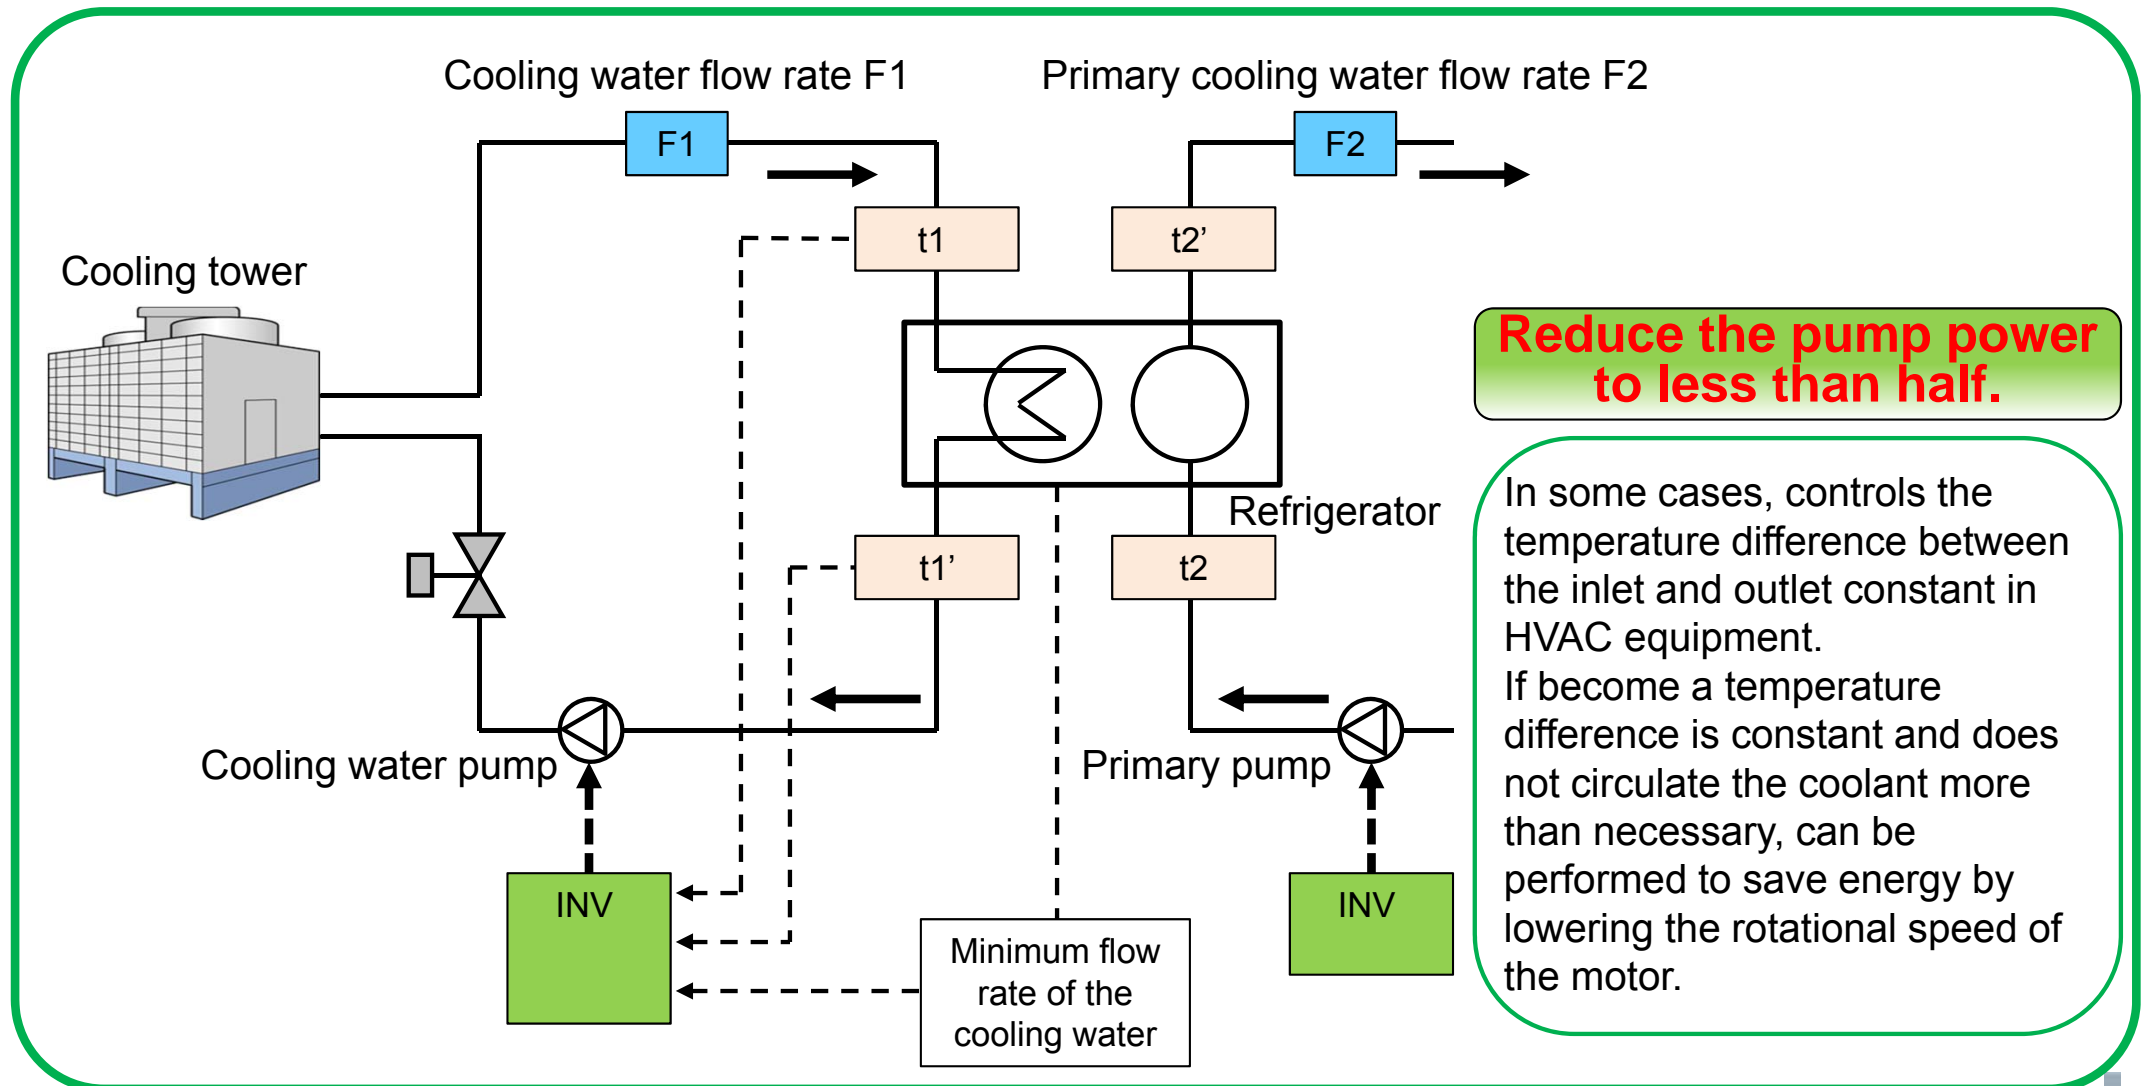 Cooling water flow rate F1
Primary cooling water flow rate F2
F1
F2
t1
t2’
Cooling tower
Reduce the pump power
to less than half.
Refrigerator
t1’
t2
In some cases, controls the
temperature difference between
the inlet and outlet constant in
HVAC equipment.
If become a temperature
difference is constant and does
not circulate the coolant more
than necessary, can be
performed to save energy by
lowering the rotational speed of
the motor.
Cooling water pump
Primary pump
INV
INV
Minimum flow
rate of the
cooling water